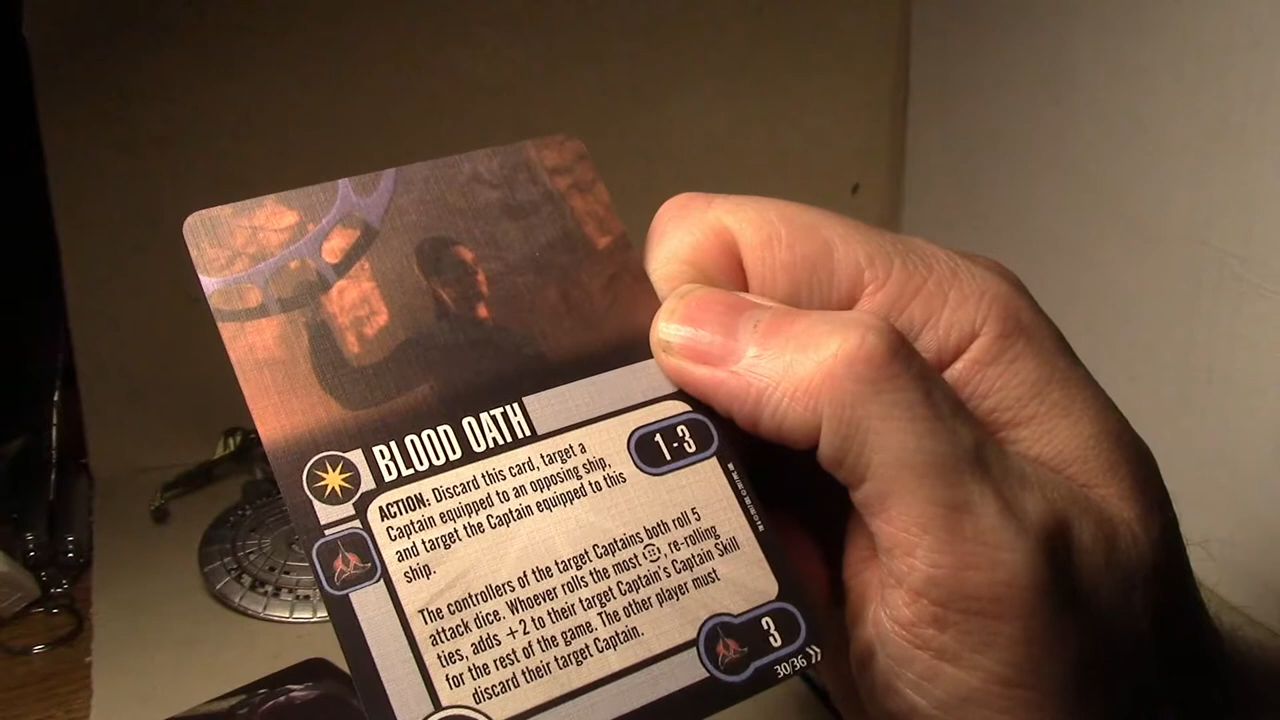 BLOOD OATH
1-3
ACTION: Discard this card, target a
Captain equipped to an opposing ship,
and target the Captain equipped to this
ship.
The controllers of the target Captains both roll 5
attack dice. Whoever rolls the most , re-rolling
ties, adds +2 to their target Captain's Captain Skill
for the rest of the game. The other player must
discard their target Captain.
3
30/36